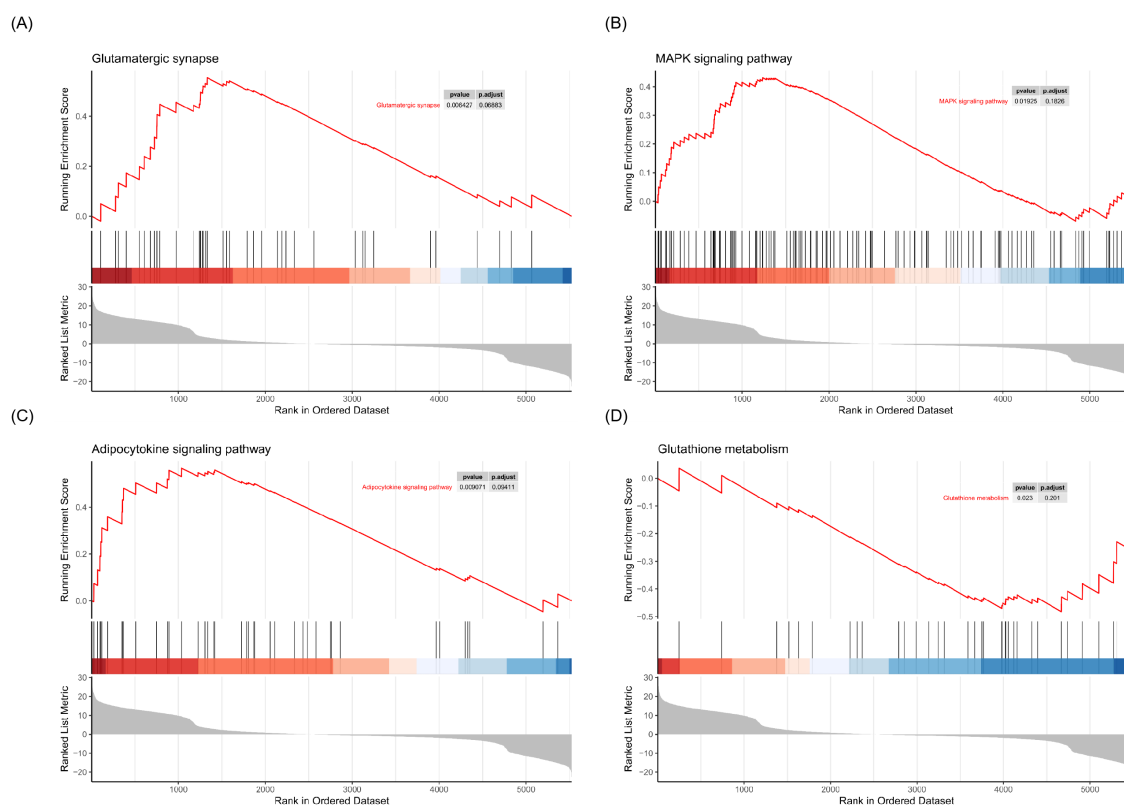 (A)
Glutamatergic synapse
Running Enrichment Score
0.4
0.2
0.0
pvalue p.adjust
Glutamatergic synapse 0.006427 0.06883
Ranked List Metric
30
20
10
0
−10
−20
1000 2000 3000 4000 5000
Rank in Ordered Dataset
(B)
MAPK signaling pathway
Running Enrichment Score
0.4
0.3
0.2
0.1
0.0
pvalue p.adjust
MAPK signaling pathway 0.01925 0.1826
Ranked List Metric
30
20
10
0
−10
−20
1000 2000 3000 4000 5000
Rank in Ordered Dataset
(C)
Adipocytokine signaling pathway
Running Enrichment Score
0.4
0.2
0.0
pvalue p.adjust
Adipocytokine signaling pathway 0.009071 0.09411
Ranked List Metric
30
20
10
0
−10
−20
1000 2000 3000 4000 5000
Rank in Ordered Dataset
(D)
Glutathione metabolism
Running Enrichment Score
0.0
−0.1
−0.2
−0.3
−0.4
−0.5
pvalue p.adjust
Glutathione metabolism 0.023 0.201
Ranked List Metric
30
20
10
0
−10
−20
1000 2000 3000 4000 5000
Rank in Ordered Dataset